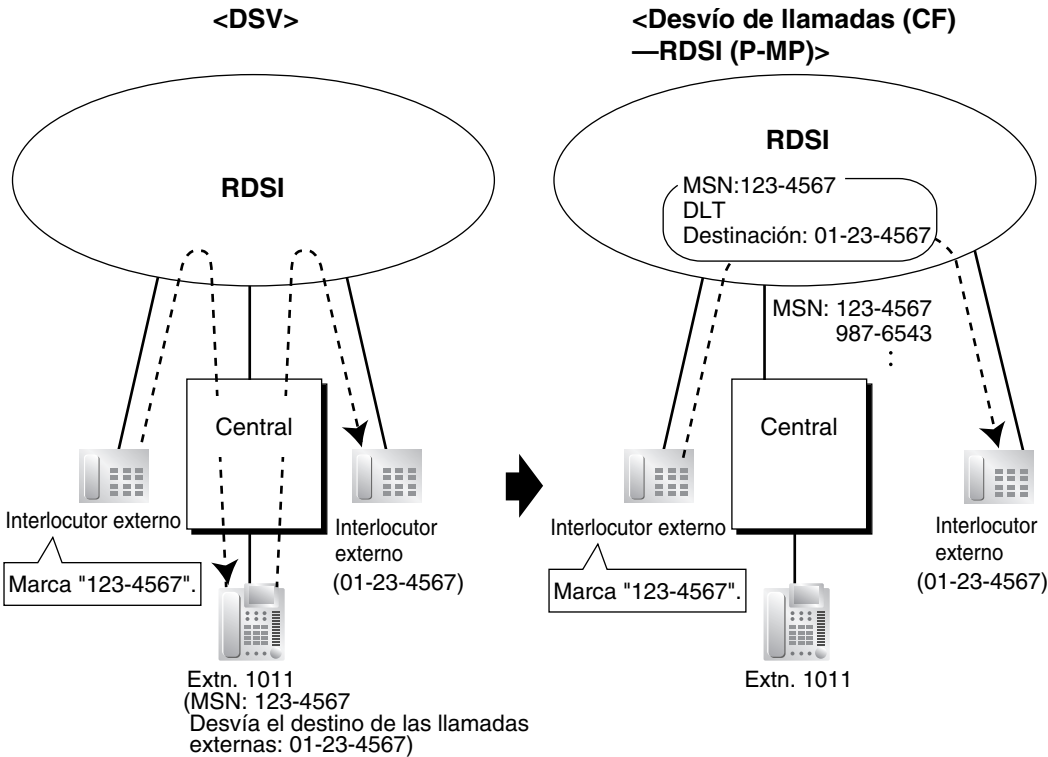 <DSV>
RDSI
Central
Interlocutor externo
Marca "123-4567".
Interlocutor
externo
(01-23-4567)
Extn. 1011
(MSN: 123-4567
Desvía el destino de las llamadas
externas: 01-23-4567)
<Desvío de llamadas (CF)
—RDSI (P-MP)>
RDSI
MSN:123-4567
DLT
Destinación: 01-23-4567
MSN: 123-4567
987-6543
:
Central
Interlocutor externo
Marca "123-4567".
Interlocutor
externo
(01-23-4567)
Extn. 1011